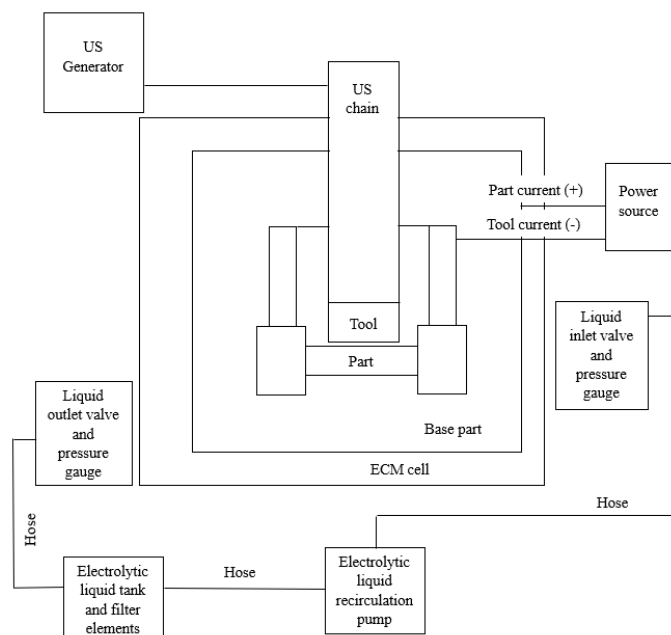 US
Generator
US
chain
Part current (+)
Tool current (-)
Power
source
Tool
Part
Liquid
inlet valve
and
pressure
gauge
Liquid
outlet valve
and
pressure
gauge
Base part
ECM cell
Hose
Hose
Hose
Electrolytic
liquid tank
and filter
elements
Electrolytic
liquid
recirculation
pump